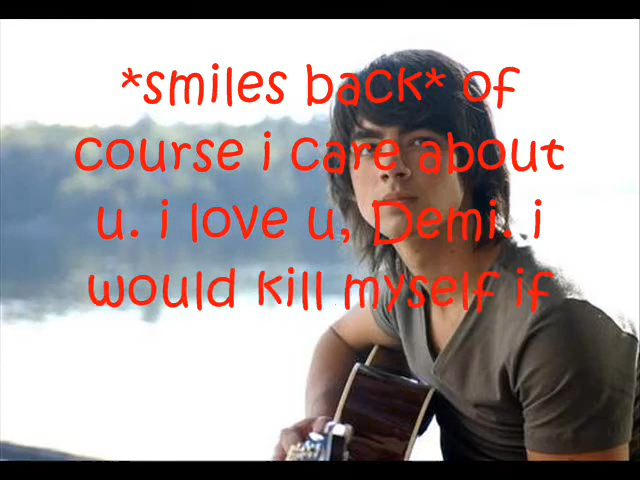 *smiles back* of
course i care about
u. i love u, Demi. i
would kill myself if